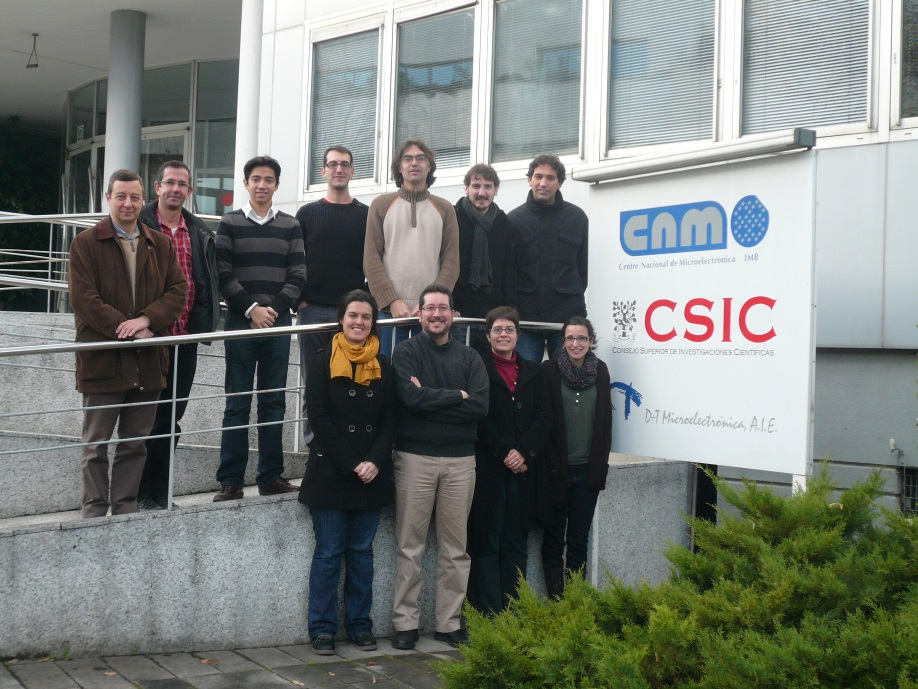 CNM
Centre Nacional de Microelectrònica IMB
CSIC
CONSEJO SUPERIOR DE INVESTIGACIONES CIENTÍFICAS
D+T Microelectrónica, A.I.E.